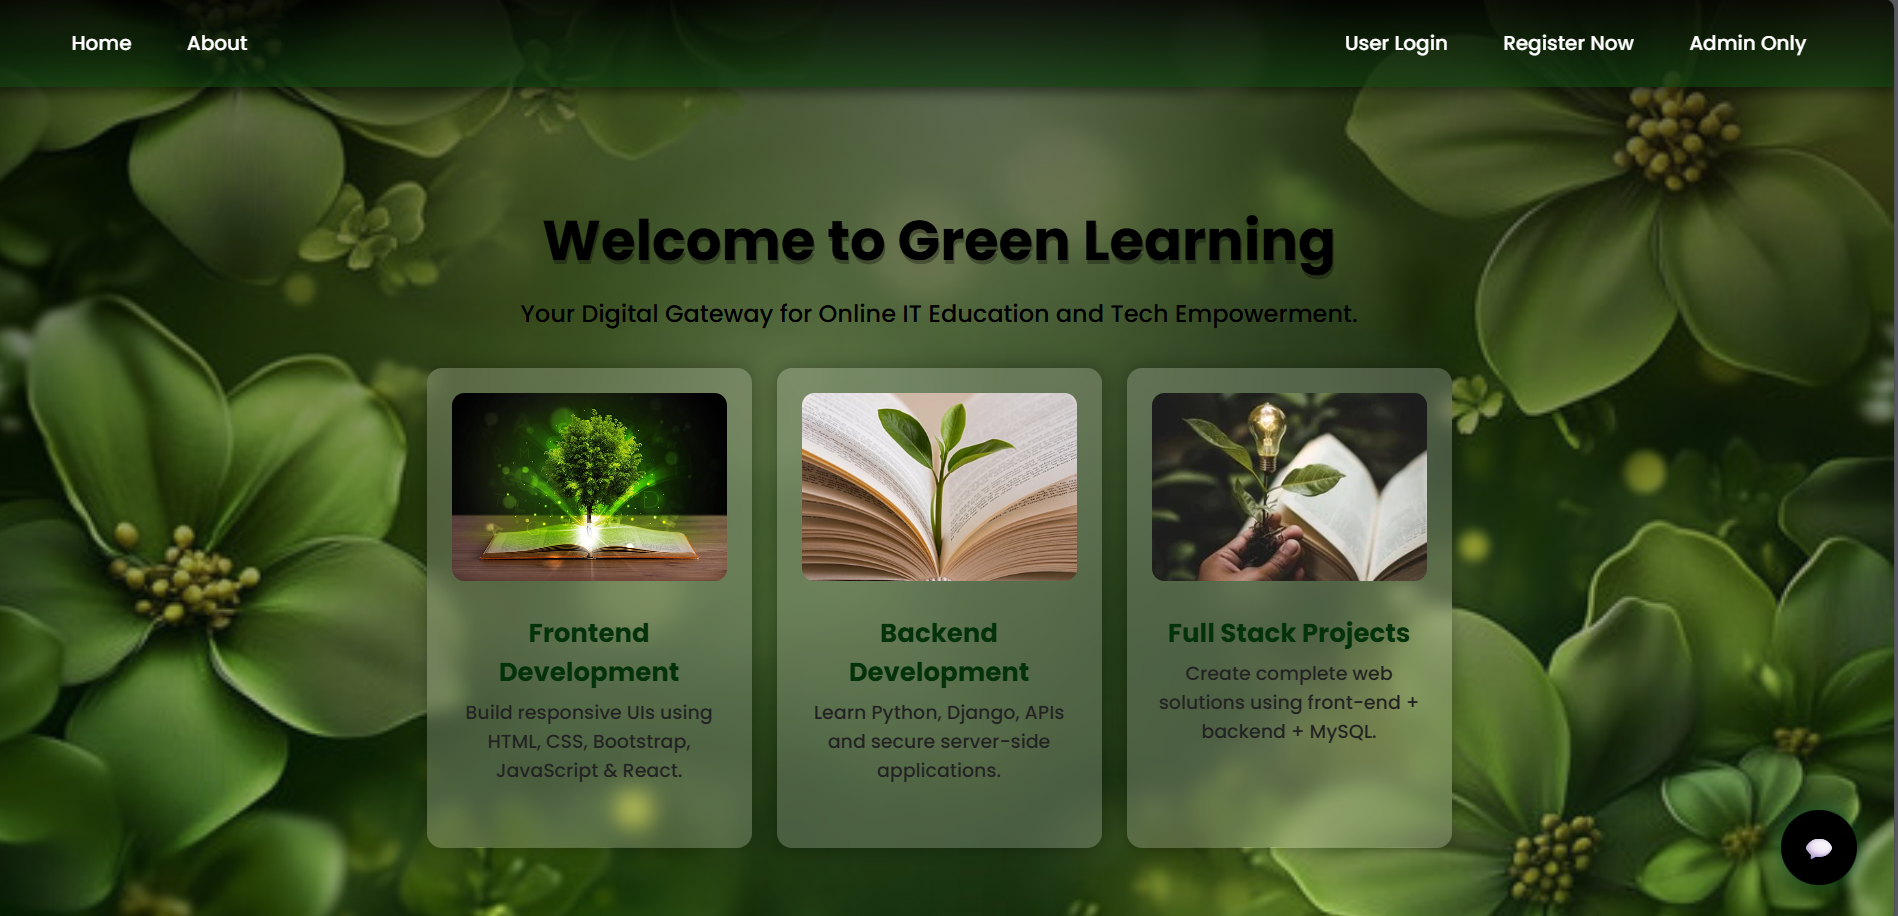 Home About User Login Register Now Admin Only
Welcome to Green Learning
Your Digital Gateway for Online IT Education and Tech Empowerment.
Frontend
Development
Build responsive UIs using
HTML, CSS, Bootstrap,
JavaScript & React.
Backend
Development
Learn Python, Django, APIs
and secure server-side
applications.
Full Stack Projects
Create complete web
solutions using front-end +
backend + MySQL.